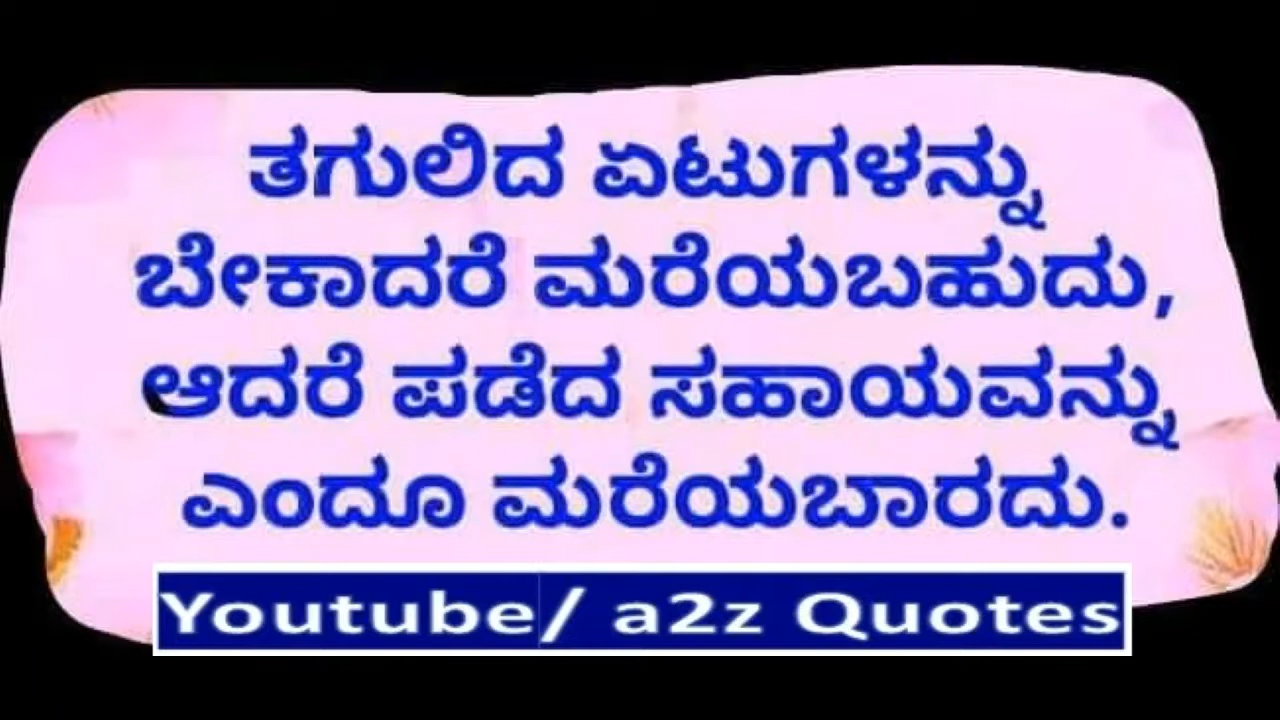 ತಗುಲಿದ ಏಟುಗಳನ್ನು
ಬೇಕಾದರೆ ಮರೆಯಬಹುದು,
ಆದರೆ ಪಡೆದ ಸಹಾಯವನ್ನು
ಎಂದೂ ಮರೆಯಬಾರದು.
Youtube/ a2z Quotes